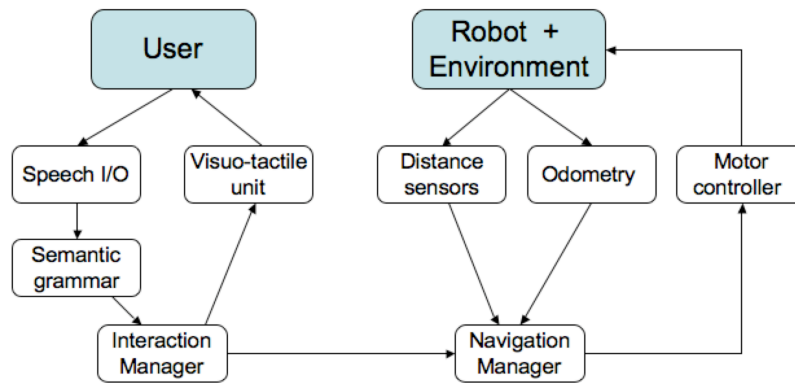 User
Robot +
Environment
Speech I/O
Visuo-tactile
unit
Distance
sensors
Odometry
Motor
controller
Semantic
grammar
Interaction
Manager
Navigation
Manager